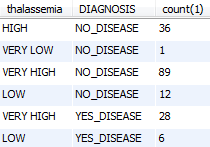 thalassemia DIAGNOSIS count(1)
HIGH NO_DISEASE 36
VERY LOW NO_DISEASE 1
VERY HIGH NO_DISEASE 89
LOW NO_DISEASE 12
VERY HIGH YES_DISEASE 28
LOW YES_DISEASE 6